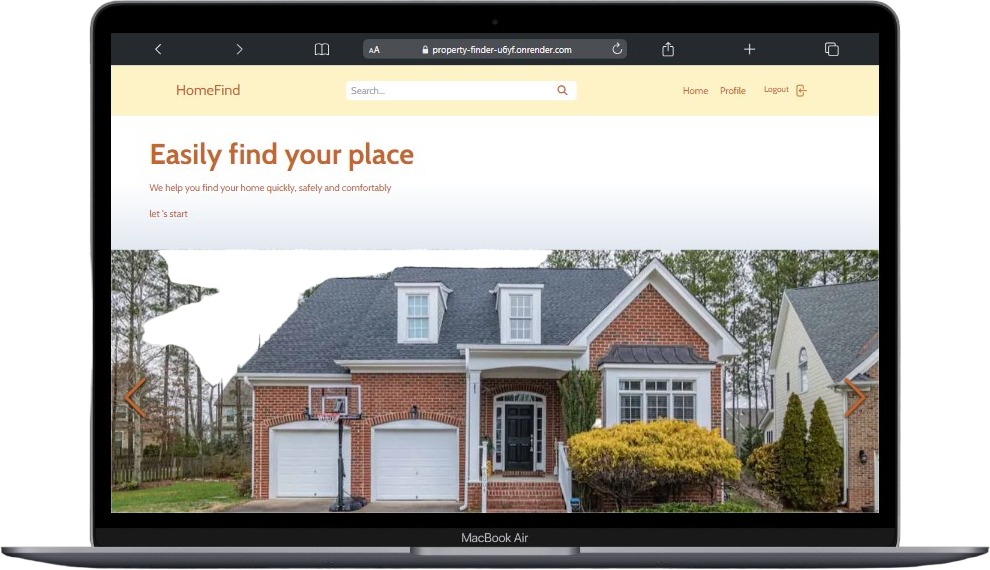 AA property-finder-u6yf.onrender.com
HomeFind Search... Home Profile Logout
Easily find your place
We help you find your home quickly, safely and comfortably
let 's start
MacBook Air